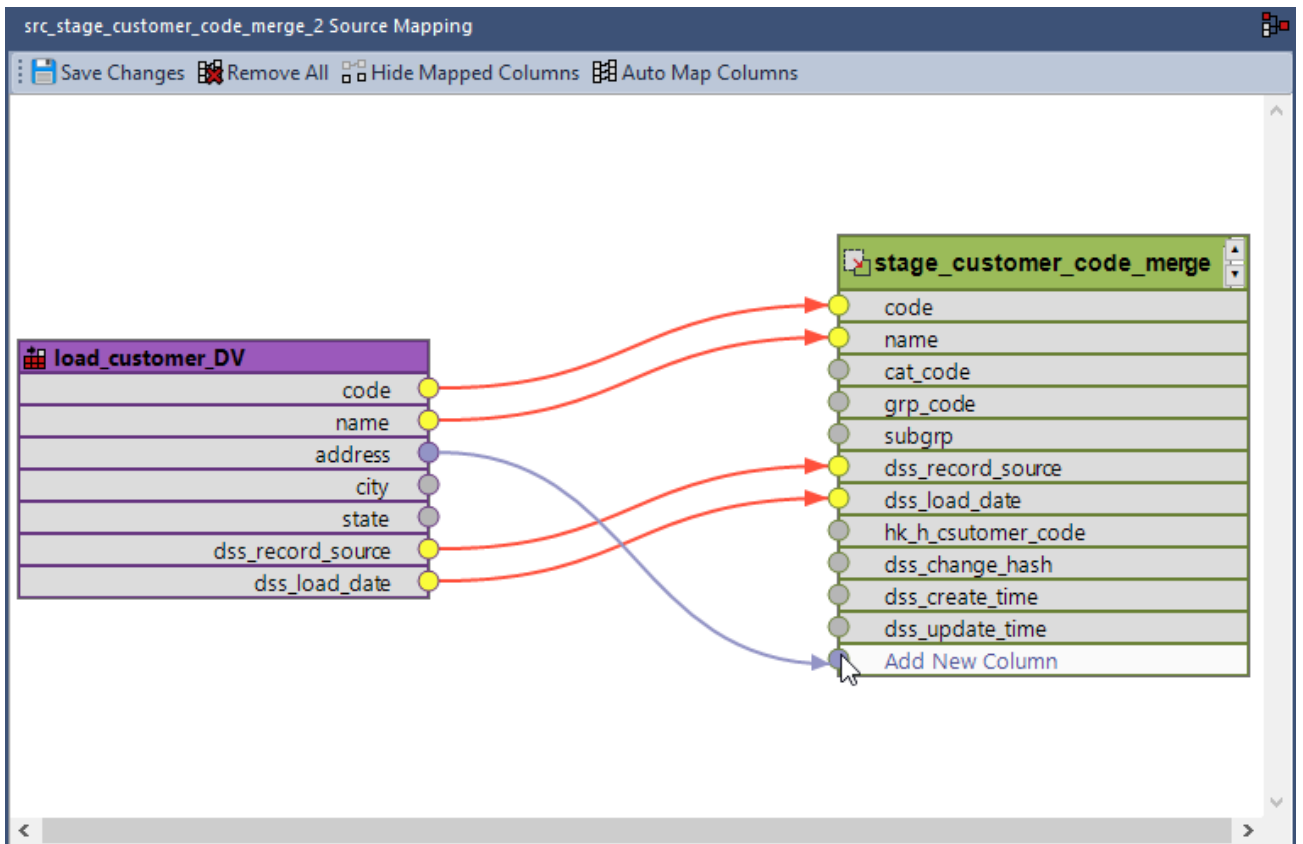 src_stage_customer_code_merge_2 Source Mapping
Save Changes Remove All Hide Mapped Columns Auto Map Columns
load_customer_DV
code
name
address
city
state
dss_record_source
dss_load_date
stage_customer_code_merge
code
name
cat_code
grp_code
subgrp
dss_record_source
dss_load_date
hk_h_csutomer_code
dss_change_hash
dss_create_time
dss_update_time
Add New Column